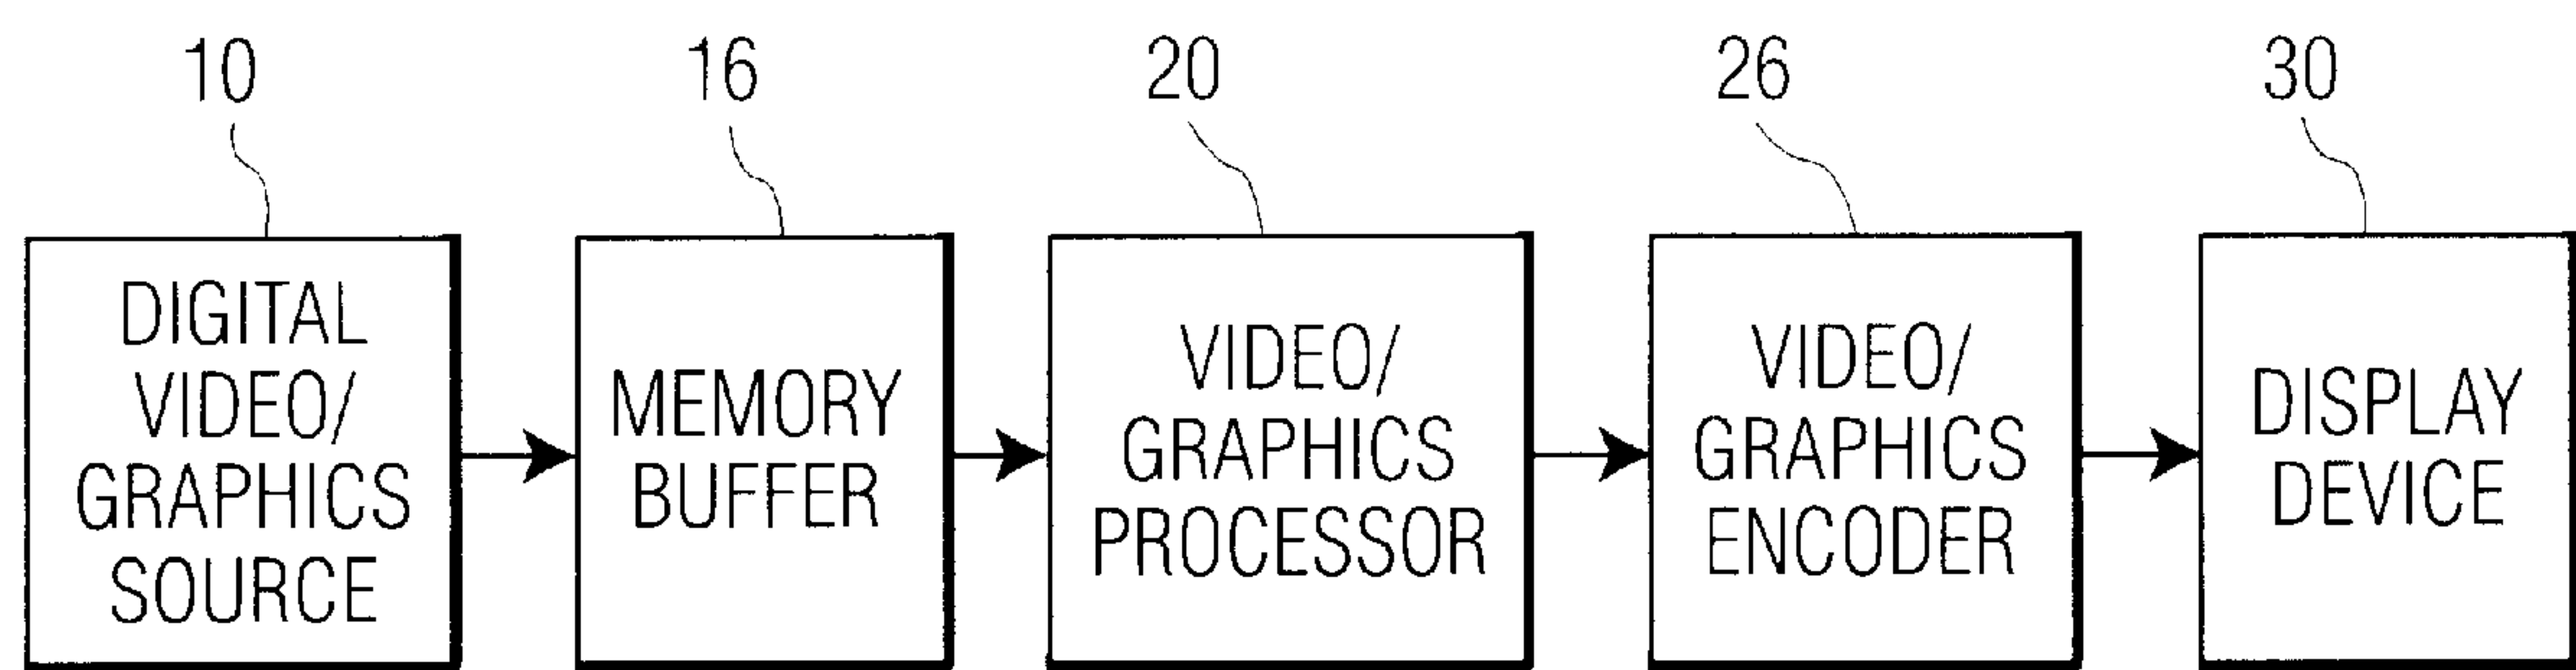 10
16
20
26
30
DIGITAL
VIDEO/
GRAPHICS
SOURCE
MEMORY
BUFFER
VIDEO/
GRAPHICS
PROCESSOR
VIDEO/
GRAPHICS
ENCODER
DISPLAY
DEVICE